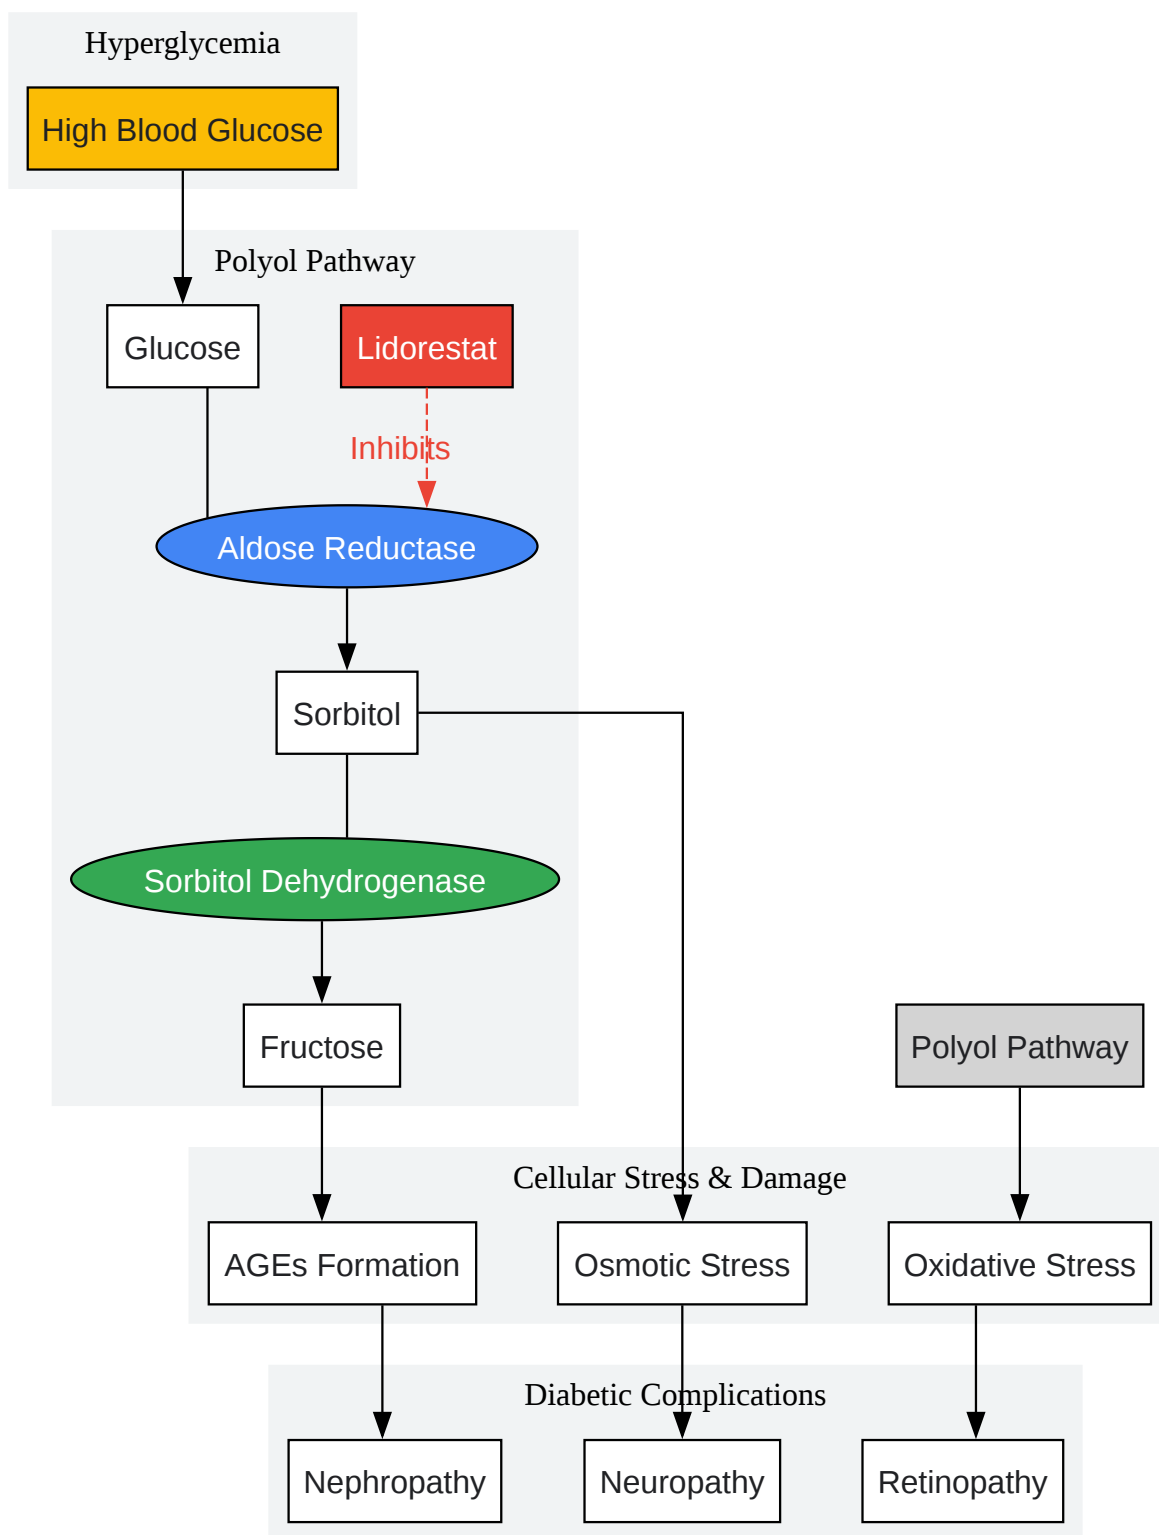 Hyperglycemia
High Blood Glucose
Polyol Pathway
Glucose
Lidorestat
Inhibits
Aldose Reductase
Sorbitol
Sorbitol Dehydrogenase
Fructose
Polyol Pathway
Cellular Stress & Damage
AGEs Formation
Osmotic Stress
Oxidative Stress
Diabetic Complications
Nephropathy
Neuropathy
Retinopathy